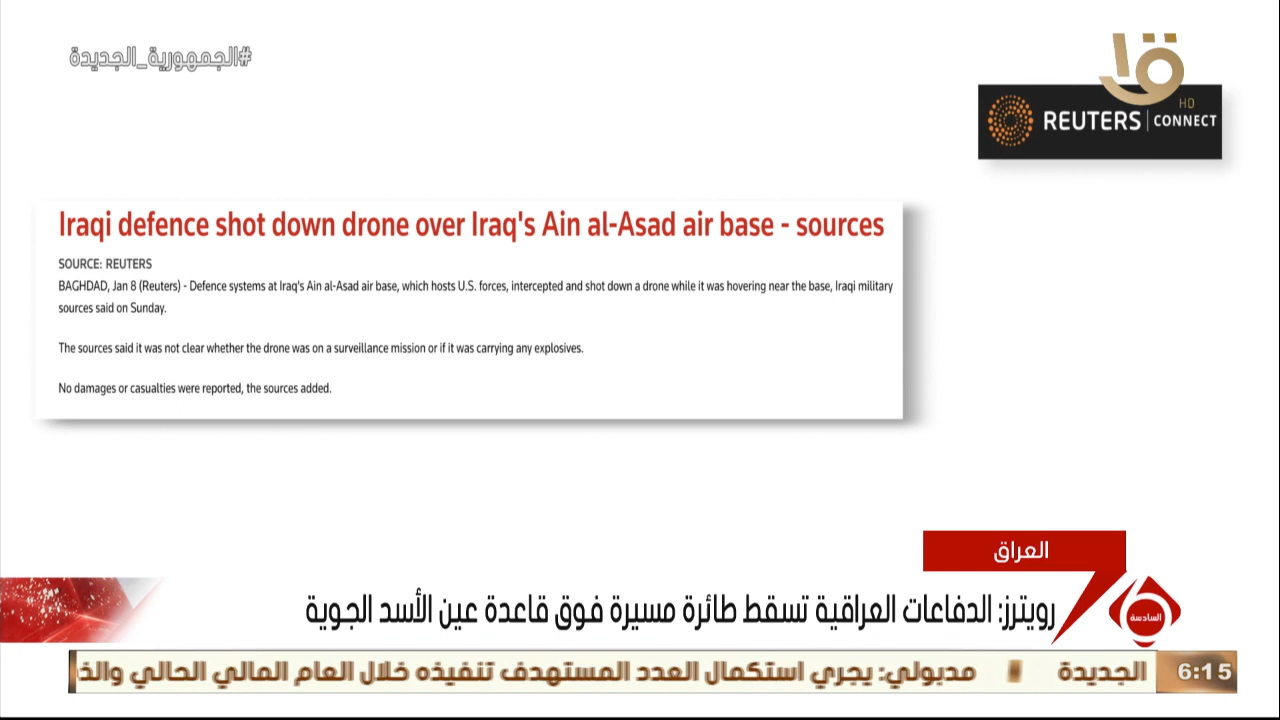 #الجمهورية_الجديدة
HD
REUTERS CONNECT
Iraqi defence shot down drone over Iraq's Ain al-Asad air base - sources
SOURCE: REUTERS
BAGHDAD, Jan 8 (Reuters) - Defence systems at Iraq's Ain al-Asad air base, which hosts U.S. forces, intercepted and shot down a drone while it was hovering near the base, Iraqi military
sources said on Sunday.
The sources said it was not clear whether the drone was on a surveillance mission or if it was carrying any explosives.
No damages or casualties were reported, the sources added.
العراق
رويترز: الدفاعات العراقية تسقط طائرة مسيرة فوق قاعدة عين الأسد الجوية
السادسة
6:15 الجديدة مدبولي: يجري استكمال العدد المستهدف تنفيذه خلال العام المالي الحالي